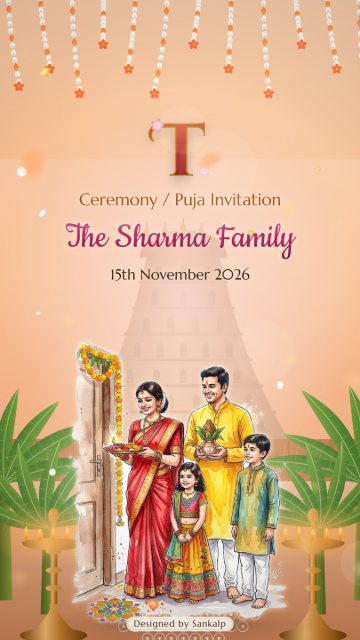 T
Ceremony / Puja Invitation
The Sharma Family
15th November 2026
Designed by Sankalp